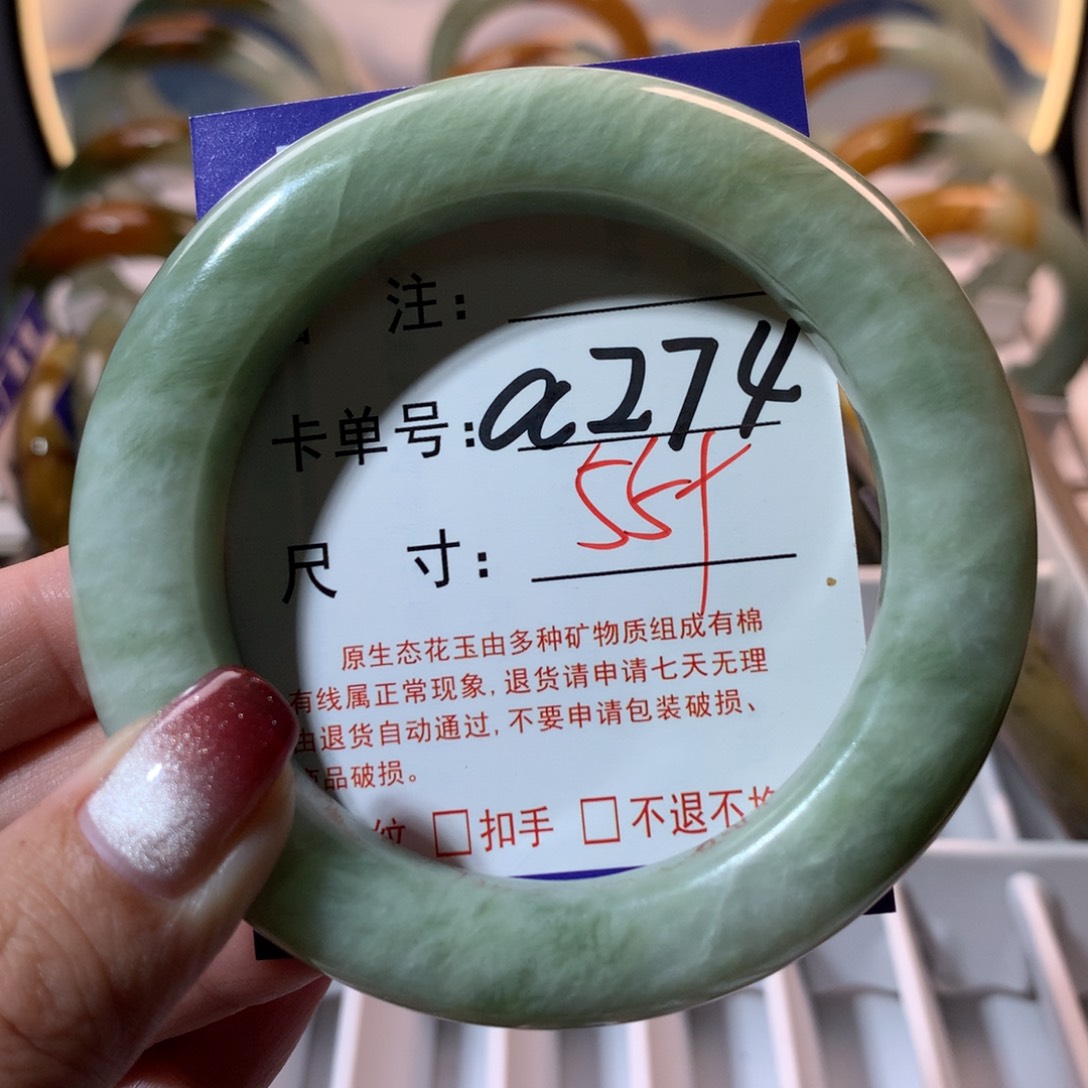 注：
卡单号：a274
55+
尺 寸：
原生态花玉由多种矿物质组成有棉
有线属正常现象，退货请申请七天无理
由退货自动通过，不要申请包装破损、
商品破损。
纹 □扣手 □不退不换